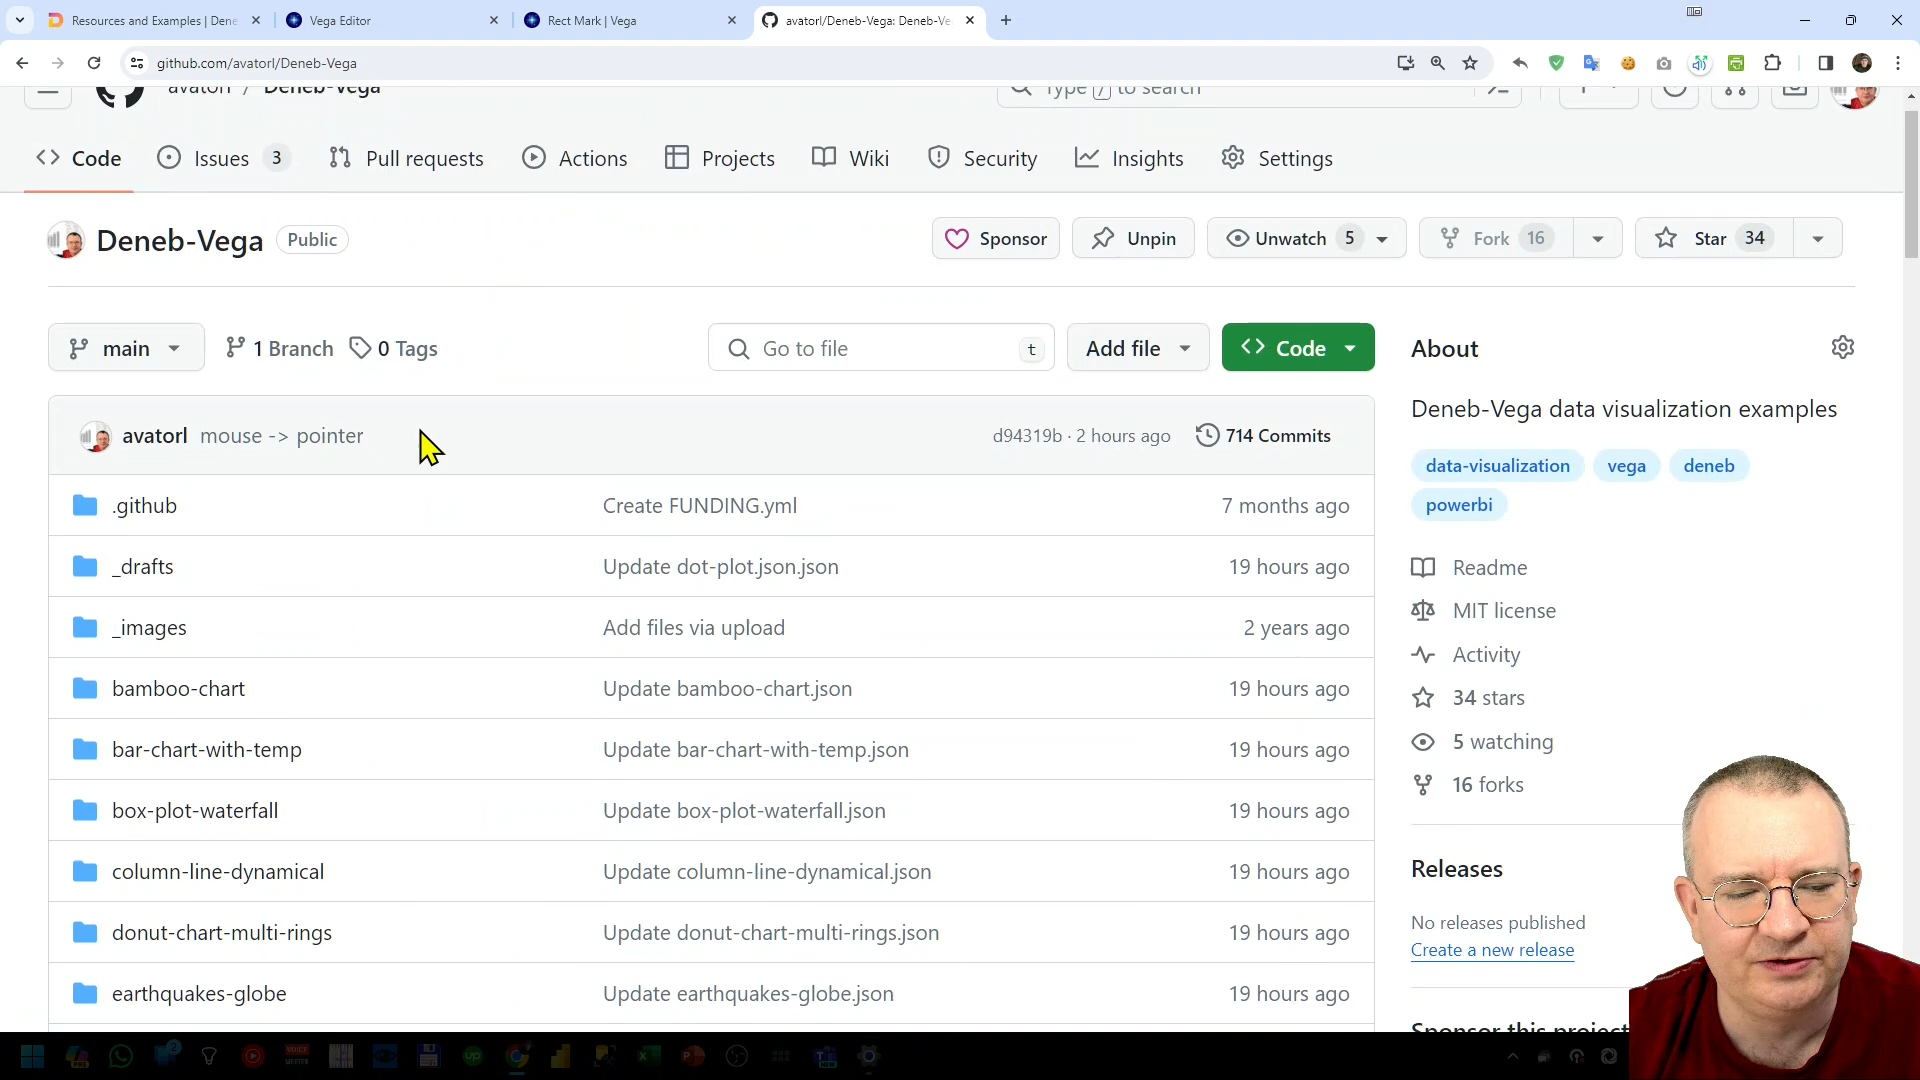 Resources and Examples | Dene
Vega Editor
Rect Mark | Vega
avatorl/Deneb-Vega: Deneb-Ve
github.com/avatorl/Deneb-Vega
avatorl / Deneb-Vega
Type / to search
Code
Issues 3
Pull requests
Actions
Projects
Wiki
Security
Insights
Settings
Deneb-Vega Public
Sponsor
Unpin
Unwatch 5
Fork 16
Star 34
main
1 Branch
0 Tags
Go to file t
Add file
Code
About
Deneb-Vega data visualization examples
avatorl mouse -> pointer
d94319b · 2 hours ago
714 Commits
data-visualization vega deneb
powerbi
.github Create FUNDING.yml 7 months ago
_drafts Update dot-plot.json.json 19 hours ago
_images Add files via upload 2 years ago
bamboo-chart Update bamboo-chart.json 19 hours ago
bar-chart-with-temp Update bar-chart-with-temp.json 19 hours ago
box-plot-waterfall Update box-plot-waterfall.json 19 hours ago
column-line-dynamical Update column-line-dynamical.json 19 hours ago
donut-chart-multi-rings Update donut-chart-multi-rings.json 19 hours ago
earthquakes-globe Update earthquakes-globe.json 19 hours ago
Readme
MIT license
Activity
34 stars
5 watching
16 forks
Releases
No releases published
Create a new release
Sponsor this project